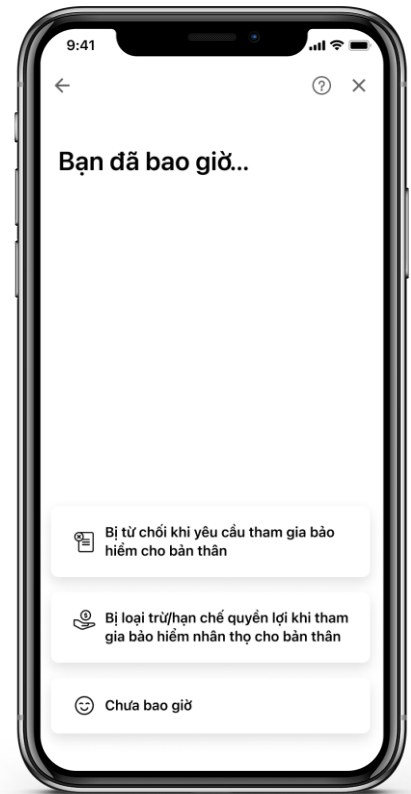 9:41
Bạn đã bao giờ...
Bị từ chối khi yêu cầu tham gia bảo
hiểm cho bản thân
Bị loại trừ/hạn chế quyền lợi khi tham
gia bảo hiểm nhân thọ cho bản thân
Chưa bao giờ